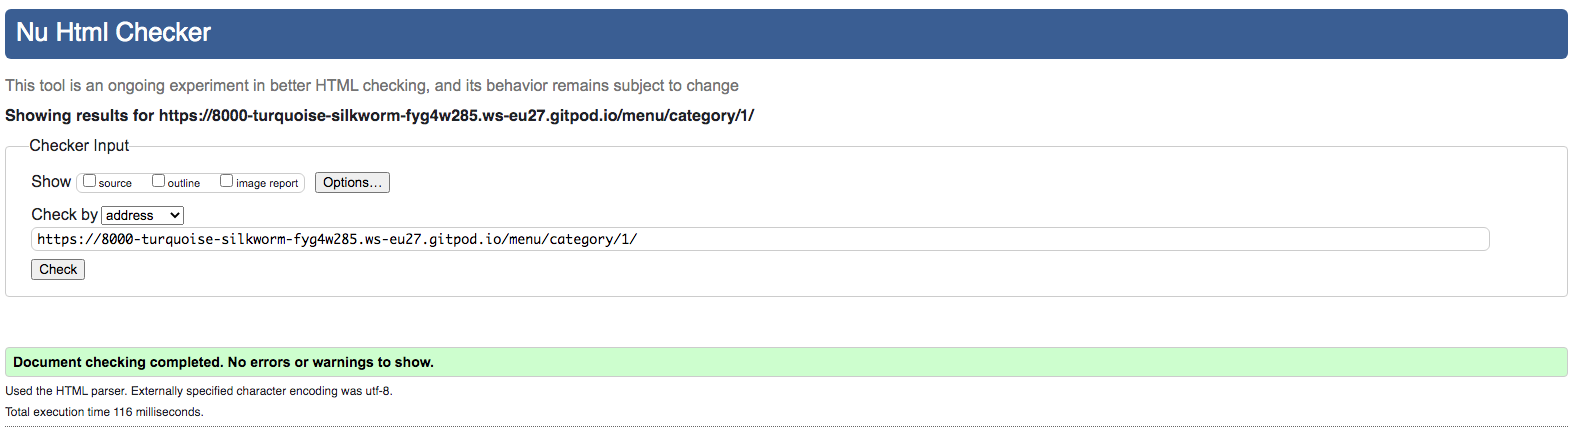 Nu Html Checker
This tool is an ongoing experiment in better HTML checking, and its behavior remains subject to change
Showing results for https://8000-turquoise-silkworm-fyg4w285.ws-eu27.gitpod.io/menu/category/1/
Checker Input
Show source outline image report Options...
Check by address
https://8000-turquoise-silkworm-fyg4w285.ws-eu27.gitpod.io/menu/category/1/
Check
Document checking completed. No errors or warnings to show.
Used the HTML parser. Externally specified character encoding was utf-8.
Total execution time 116 milliseconds.